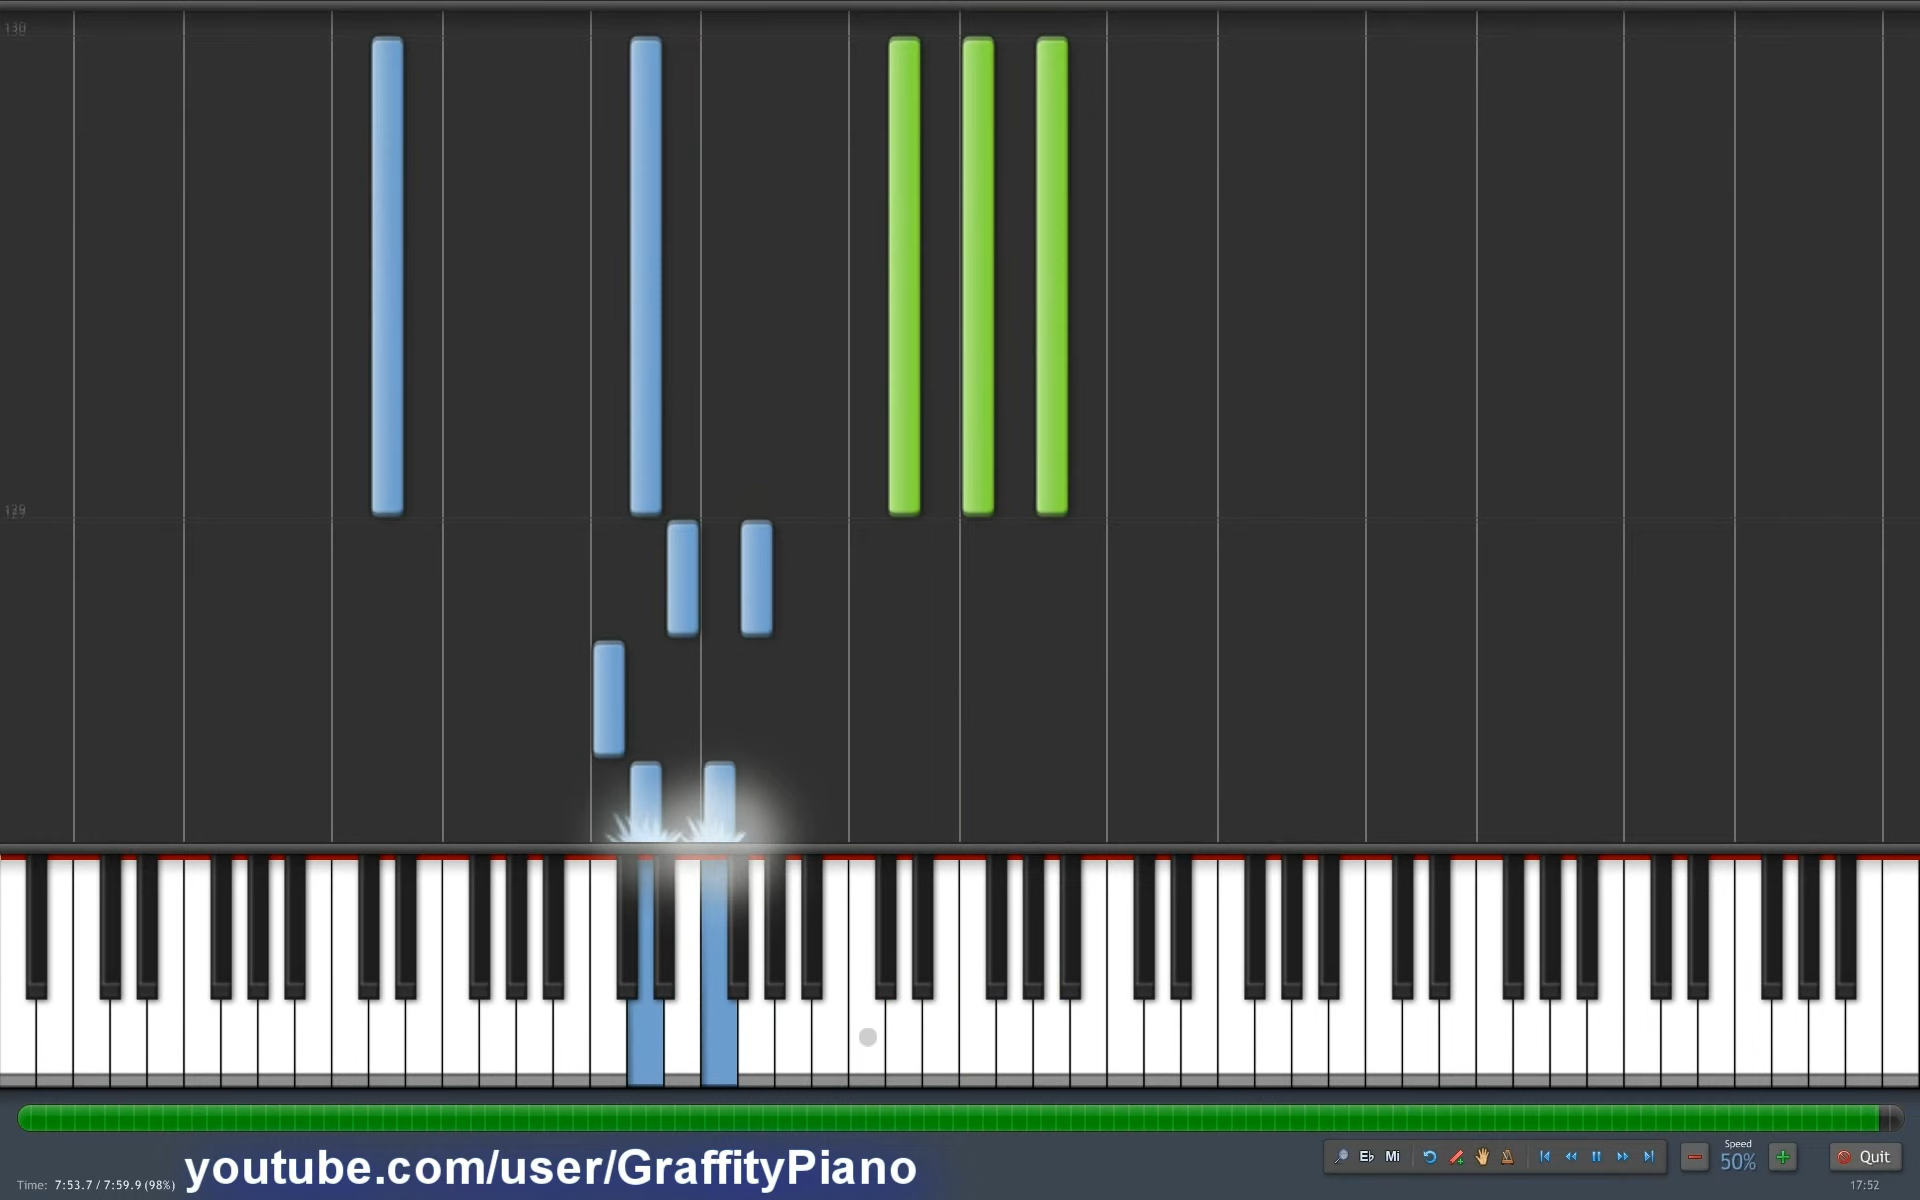 130
129
youtube.com/user/GraffityPiano
Time: 7:53.7 / 7:59.9 (98%)
E♭ Mi
Speed
50%
Quit
17:52